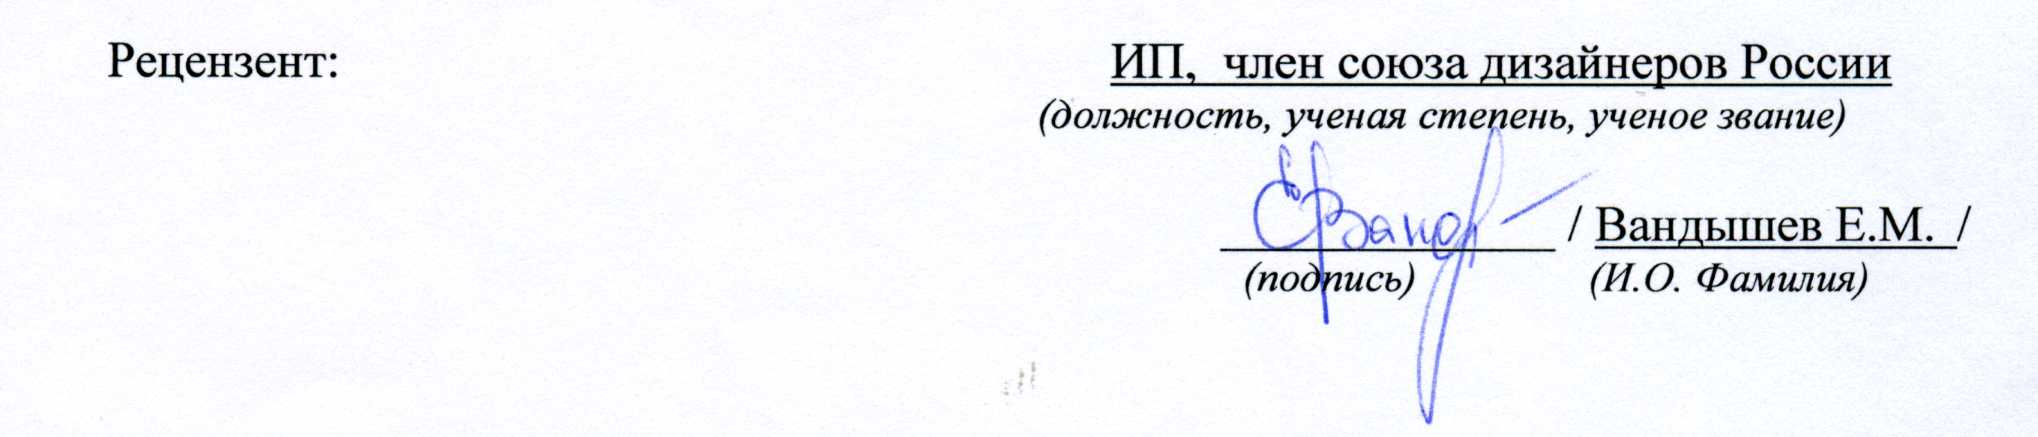 Рецензент: ИП, член союза дизайнеров России
(должность, ученая степень, ученое звание)
/ Вандышев Е.М. /
(подпись) (И.О. Фамилия)